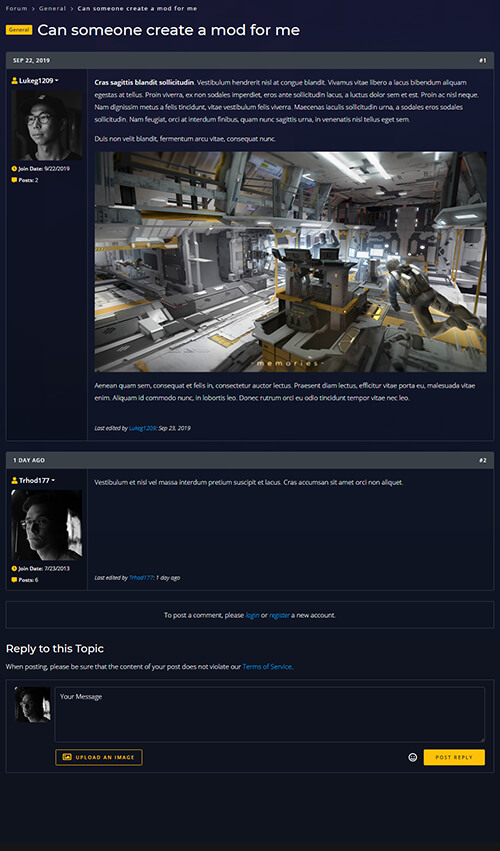 Forum > General > Can someone create a mod for me
General Can someone create a mod for me
SEP 22, 2019 #1
Lukeg1209
Join Date: 9/22/2019
Posts: 2
Cras sagittis blandit sollicitudin. Vestibulum hendrerit nisl at congue blandit. Vivamus vitae libero a lacus bibendum aliquam
egestas at tellus. Proin viverra, ex non sodales imperdiet, eros ante sollicitudin lacus, a luctus dolor sem et est. Proin ac nisl neque.
Nam dignissim metus a felis tincidunt, vitae vestibulum felis viverra. Maecenas iaculis sollicitudin urna, a sodales eros sodales
sollicitudin. Nam feugiat, orci at interdum finibus, quam nunc sagittis urna, in venenatis nisl tellus eget sem.
Duis non velit blandit, fermentum arcu vitae, consequat nunc.
-memories-
Aenean quam sem, consequat et felis in, consectetur auctor lectus. Praesent diam lectus, efficitur vitae porta eu, malesuada vitae
enim. Aliquam id commodo nunc, in lobortis leo. Donec rutrum orci eu odio tincidunt tempor vitae nec leo.
Last edited by Lukeg1209: Sep 23, 2019
1 DAY AGO #2
Trhod177
Join Date: 7/23/2013
Posts: 6
Vestibulum et nisl vel massa interdum pretium suscipit et lacus. Cras accumsan sit amet orci non aliquet.
Last edited by Trhod177: 1 day ago
To post a comment, please login or register a new account.
Reply to this Topic
When posting, please be sure that the content of your post does not violate our Terms of Service.
Your Message
UPLOAD AN IMAGE
POST REPLY